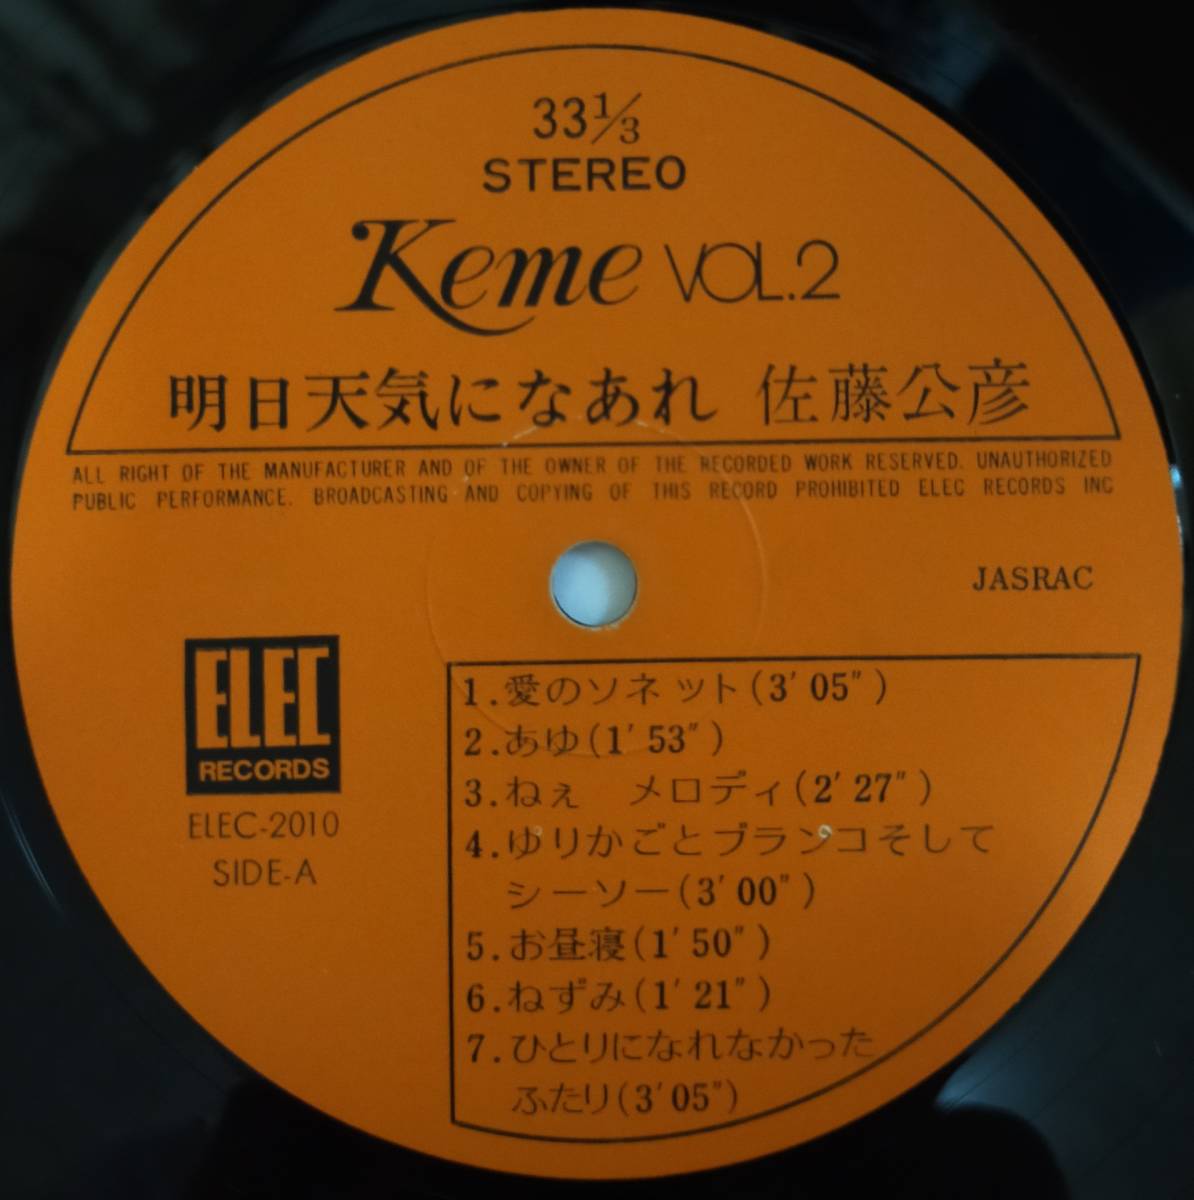 33⅓
STEREO
Keme VOL.2
明日天気になあれ 佐藤公彦
ALL RIGHT OF THE MANUFACTURER AND OF THE OWNER OF THE RECORDED WORK RESERVED. UNAUTHORIZED
PUBLIC PERFORMANCE. BROADCASTING AND COPYING OF THIS RECORD PROHIBITED ELEC RECORDS INC
JASRAC
ELEC
RECORDS
ELEC-2010
SIDE-A
1.愛のソネット(3′05″)
2.あゆ(1′53″)
3.ねぇ メロディ(2′27″)
4.ゆりかごとブランコそして
シーソー(3′00″)
5.お昼寝(1′50″)
6.ねずみ(1′21″)
7.ひとりになれなかった
ふたり(3′05″)